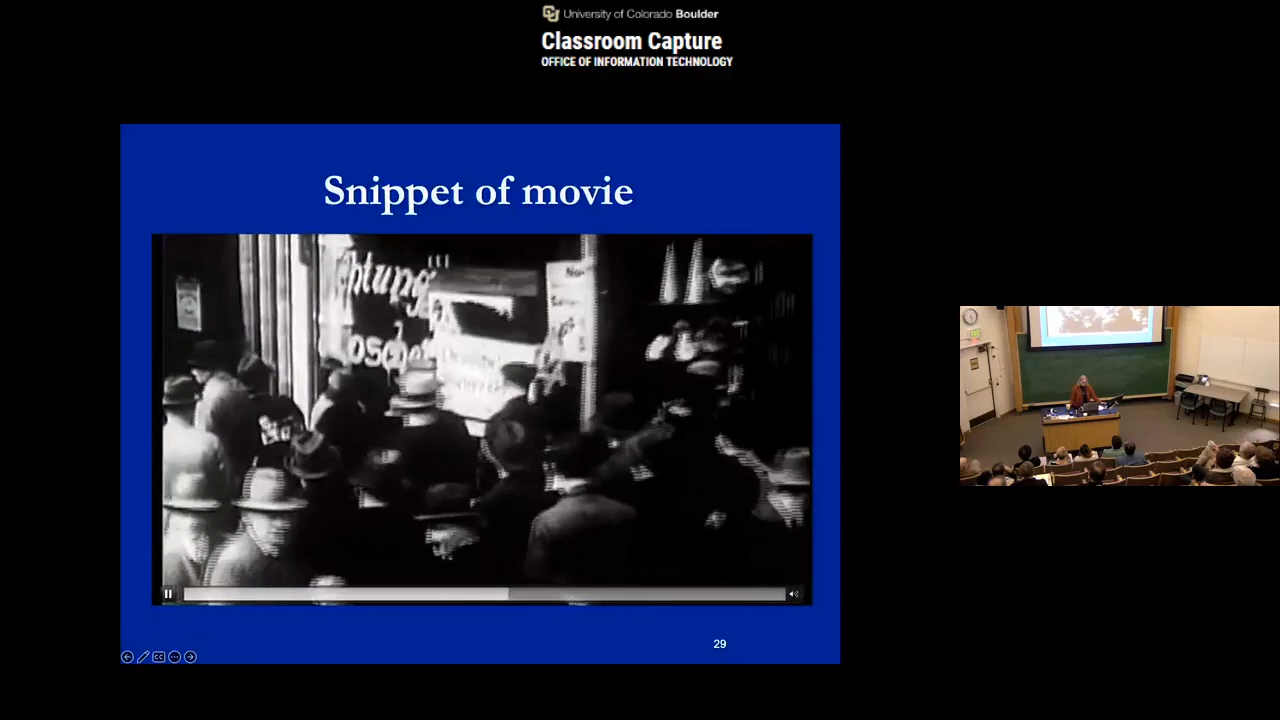 University of Colorado Boulder
Classroom Capture
OFFICE OF INFORMATION TECHNOLOGY
Snippet of movie
29